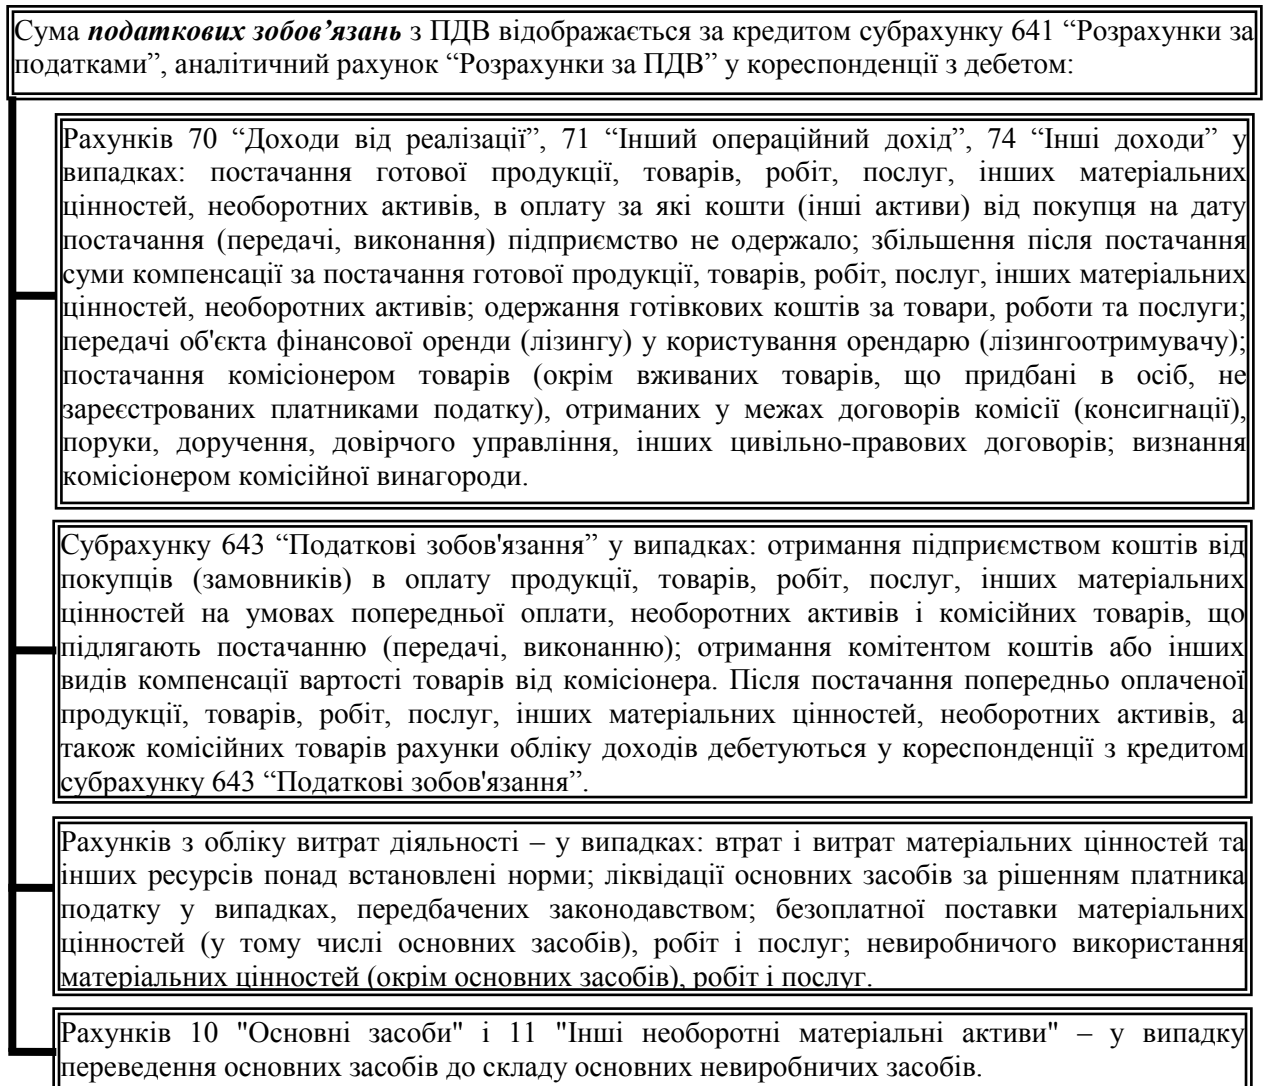 Сума податкових зобов’язань з ПДВ відображається за кредитом субрахунку 641 “Розрахунки за
податками”, аналітичний рахунок “Розрахунки за ПДВ” у кореспонденції з дебетом:
Рахунків 70 “Доходи від реалізації”, 71 “Інший операційний дохід”, 74 “Інші доходи” у
випадках: постачання готової продукції, товарів, робіт, послуг, інших матеріальних
цінностей, необоротних активів, в оплату за які кошти (інші активи) від покупця на дату
постачання (передачі, виконання) підприємство не одержало; збільшення після постачання
суми компенсації за постачання готової продукції, товарів, робіт, послуг, інших матеріальних
цінностей, необоротних активів; одержання готівкових коштів за товари, роботи та послуги;
передачі об'єкта фінансової оренди (лізингу) у користування орендарю (лізингоотримувачу);
постачання комісіонером товарів (окрім вживаних товарів, що придбані в осіб, не
зареєстрованих платниками податку), отриманих у межах договорів комісії (консигнації),
поруки, доручення, довірчого управління, інших цивільно-правових договорів; визнання
комісіонером комісійної винагороди.
Субрахунку 643 “Податкові зобов'язання” у випадках: отримання підприємством коштів від
покупців (замовників) в оплату продукції, товарів, робіт, послуг, інших матеріальних
цінностей на умовах попередньої оплати, необоротних активів і комісійних товарів, що
підлягають постачанню (передачі, виконанню); отримання комітентом коштів або інших
видів компенсації вартості товарів від комісіонера. Після постачання попередньо оплаченої
продукції, товарів, робіт, послуг, інших матеріальних цінностей, необоротних активів, а
також комісійних товарів рахунки обліку доходів дебетуються у кореспонденції з кредитом
субрахунку 643 “Податкові зобов'язання”.
Рахунків з обліку витрат діяльності – у випадках: втрат і витрат матеріальних цінностей та
інших ресурсів понад встановлені норми; ліквідації основних засобів за рішенням платника
податку у випадках, передбачених законодавством; безоплатної поставки матеріальних
цінностей (у тому числі основних засобів), робіт і послуг; невиробничого використання
матеріальних цінностей (окрім основних засобів), робіт і послуг.
Рахунків 10 "Основні засоби" і 11 "Інші необоротні матеріальні активи" – у випадку
переведення основних засобів до складу основних невиробничих засобів.